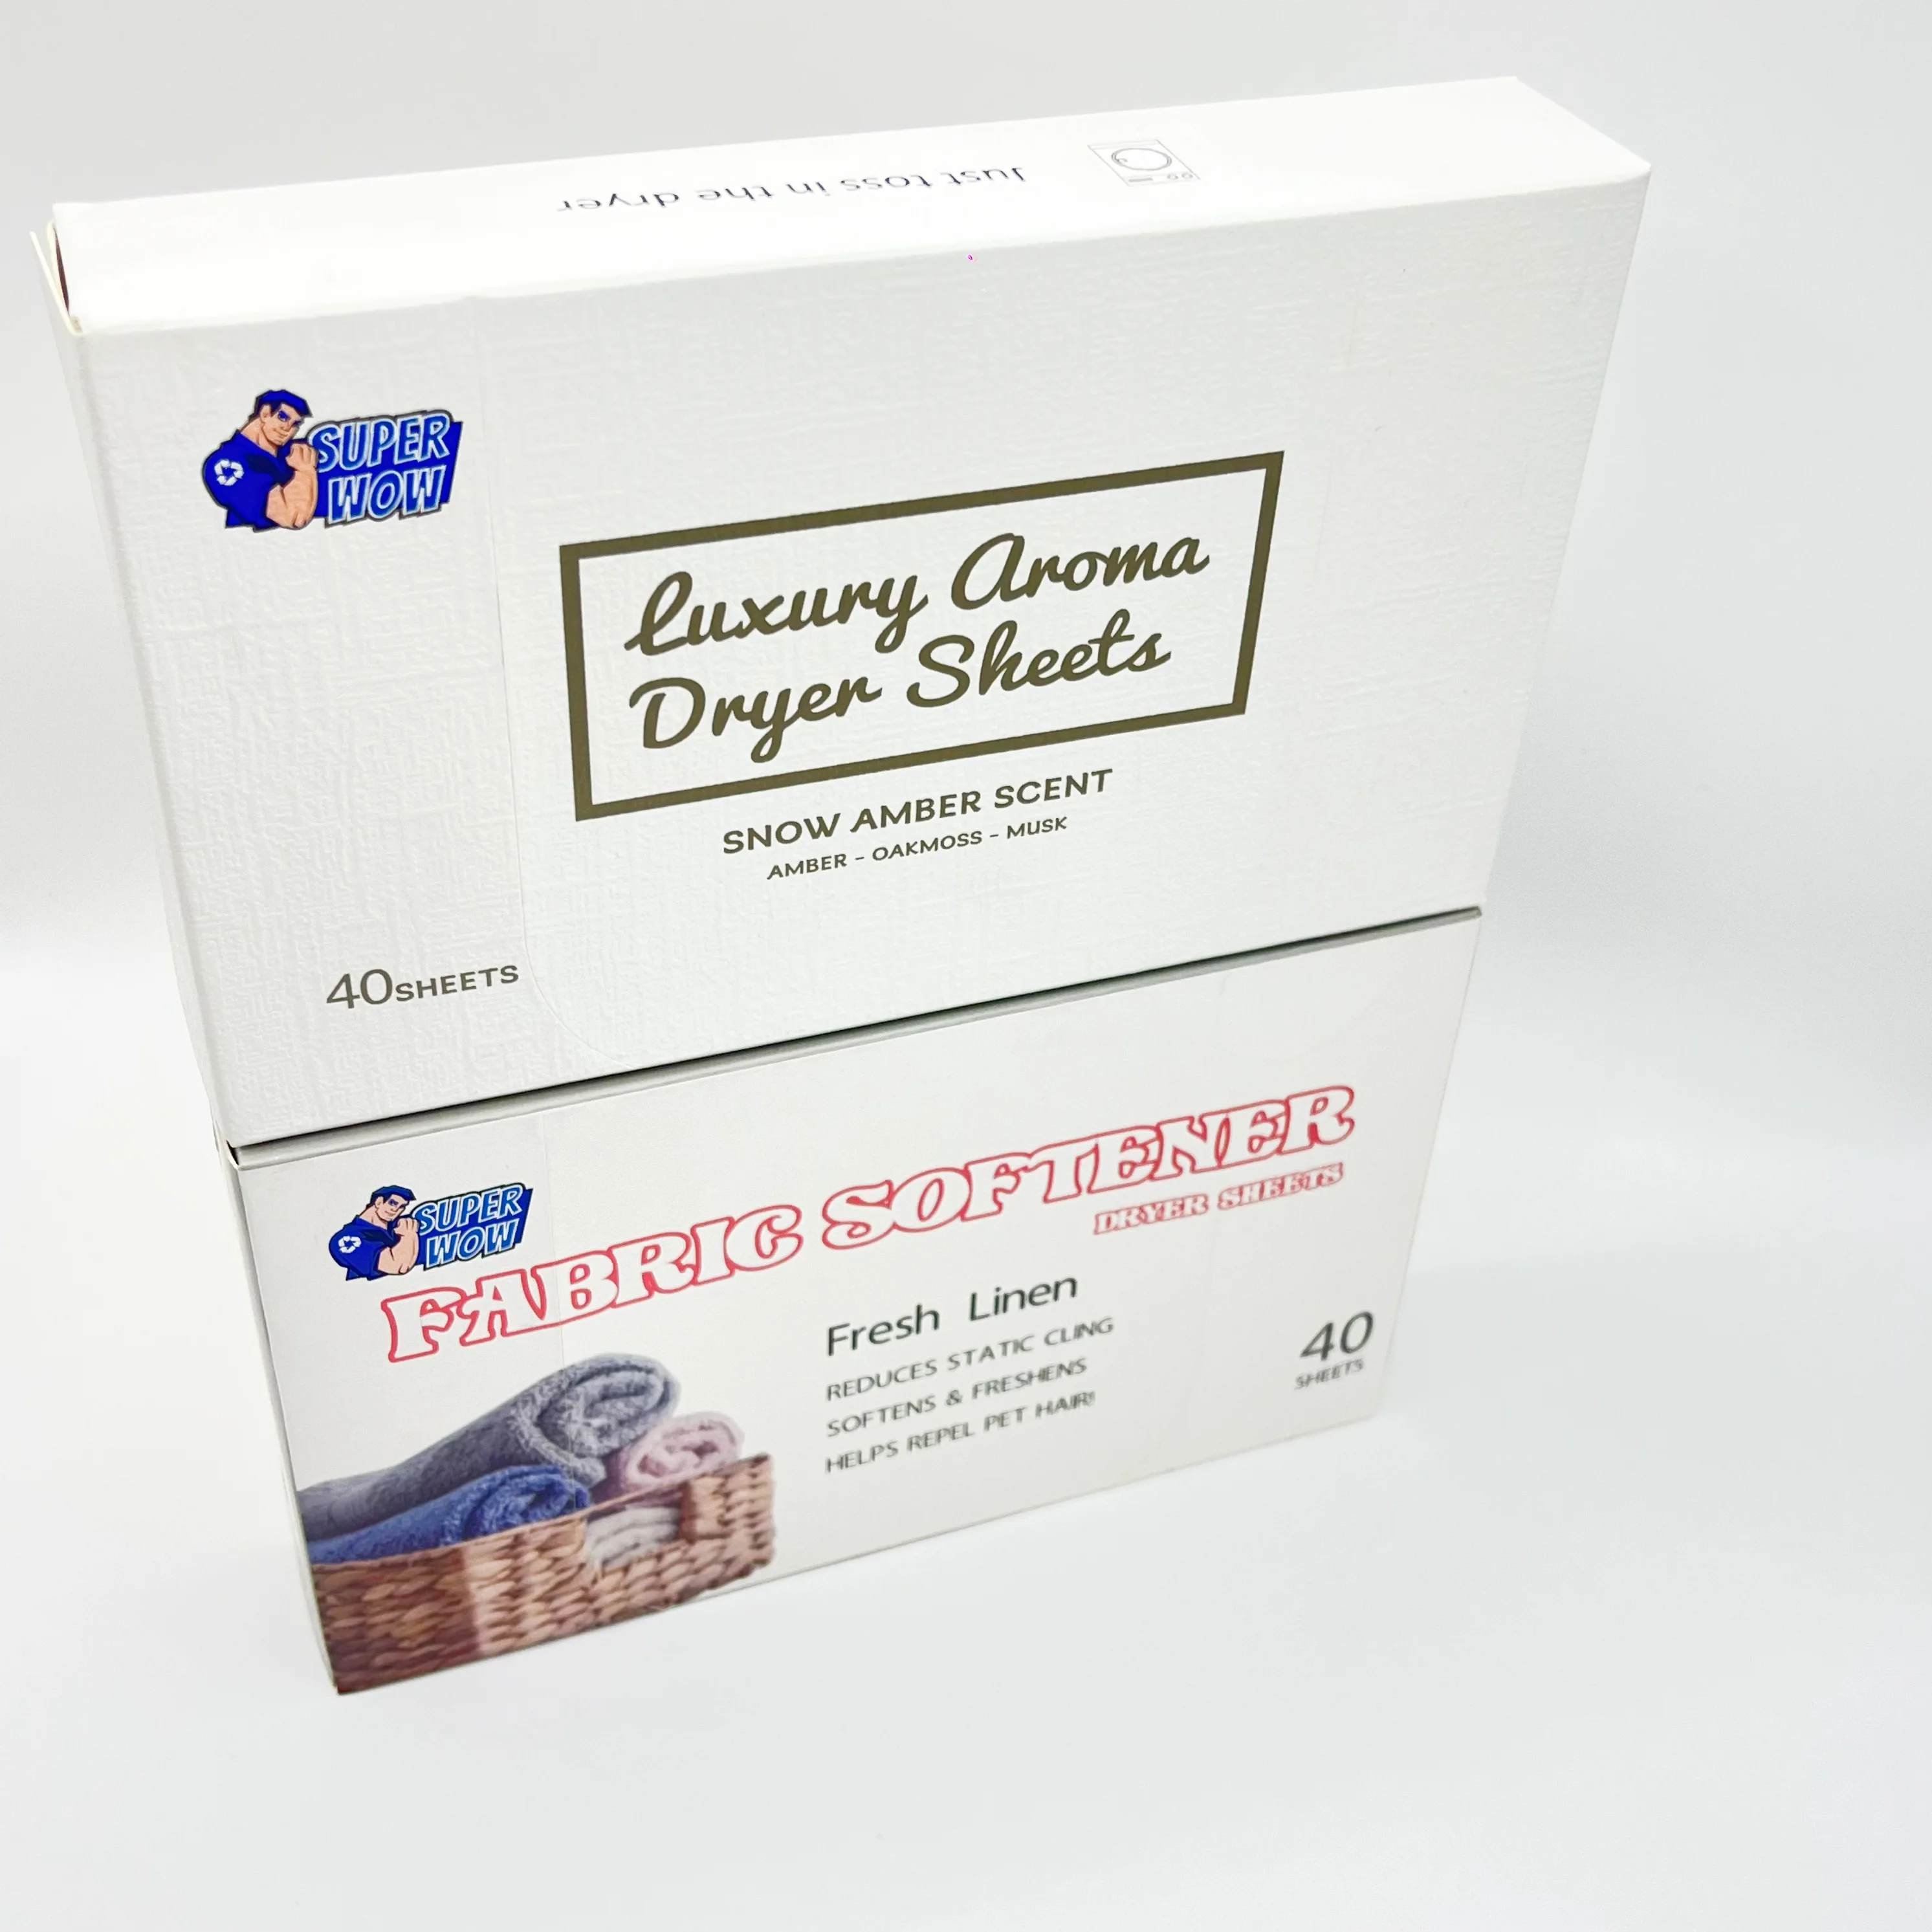 Just toss in the dryer
SUPER
WOW
Luxury Aroma
Dryer Sheets
SNOW AMBER SCENT
AMBER - OAKMOSS - MUSK
40SHEETS
SUPER
WOW
FABRIC SOFTENER
DRYER SHEETS
Fresh Linen
REDUCES STATIC CLING
SOFTENS & FRESHENS
HELPS REPEL PET HAIR!
40
SHEETS